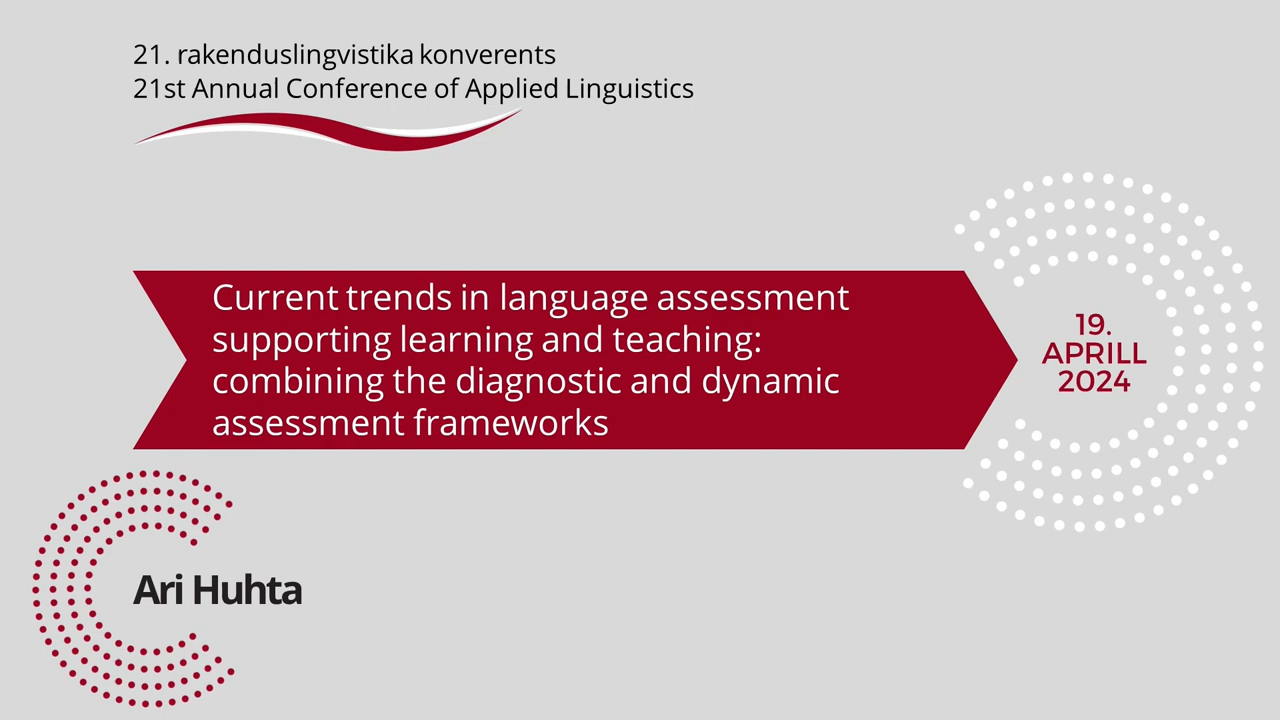 21. rakenduslingvistika konverents
21st Annual Conference of Applied Linguistics
Current trends in language assessment
supporting learning and teaching:
combining the diagnostic and dynamic
assessment frameworks
19.
APRILL
2024
Ari Huhta